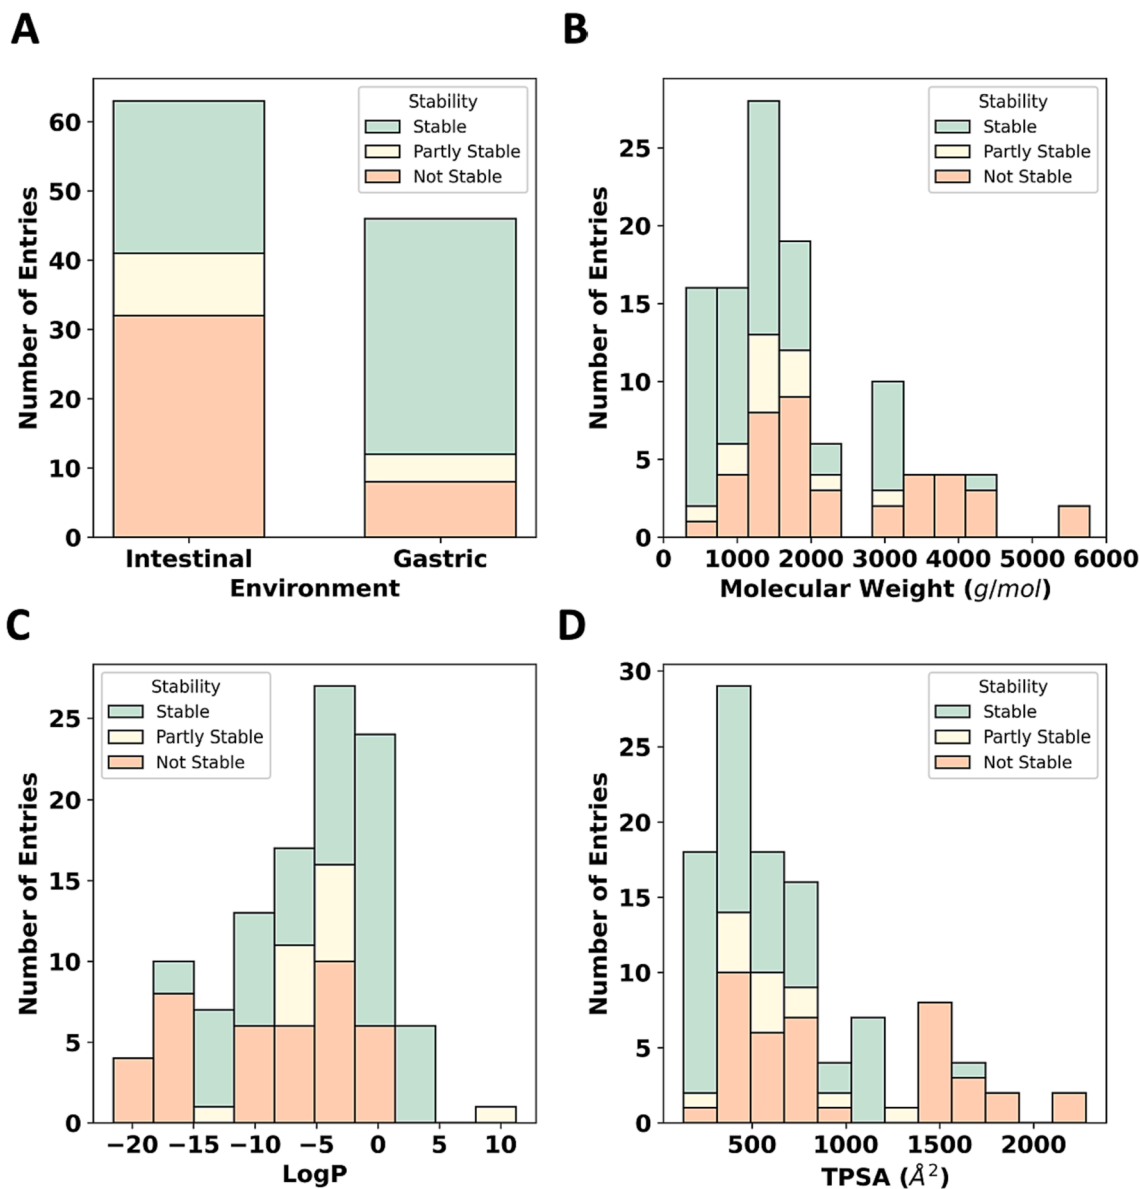 A
Number of Entries
60
50
40
30
20
10
0
Stability
Stable
Partly Stable
Not Stable
Intestinal Gastric
Environment
B
Number of Entries
25
20
15
10
5
0
Stability
Stable
Partly Stable
Not Stable
0 1000 2000 3000 4000 5000 6000
Molecular Weight (g/mol)
C
Number of Entries
25
20
15
10
5
0
Stability
Stable
Partly Stable
Not Stable
−20 −15 −10 −5 0 5 10
LogP
D
Number of Entries
30
25
20
15
10
5
0
Stability
Stable
Partly Stable
Not Stable
500 1000 1500 2000
TPSA (Å²)